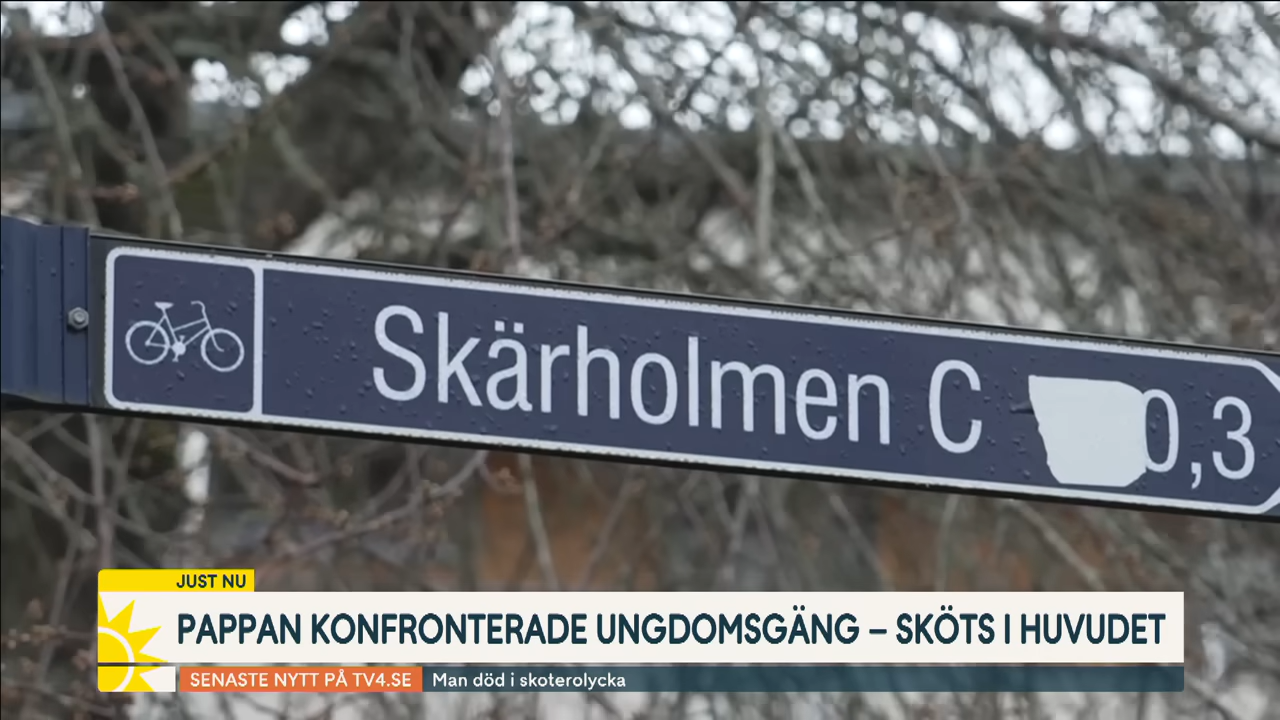 Skärholmen C 0,3
JUST NU
PAPPAN KONFRONTERADE UNGDOMSGÄNG – SKÖTS I HUVUDET
SENASTE NYTT PÅ TV4.SE Man död i skoterolycka